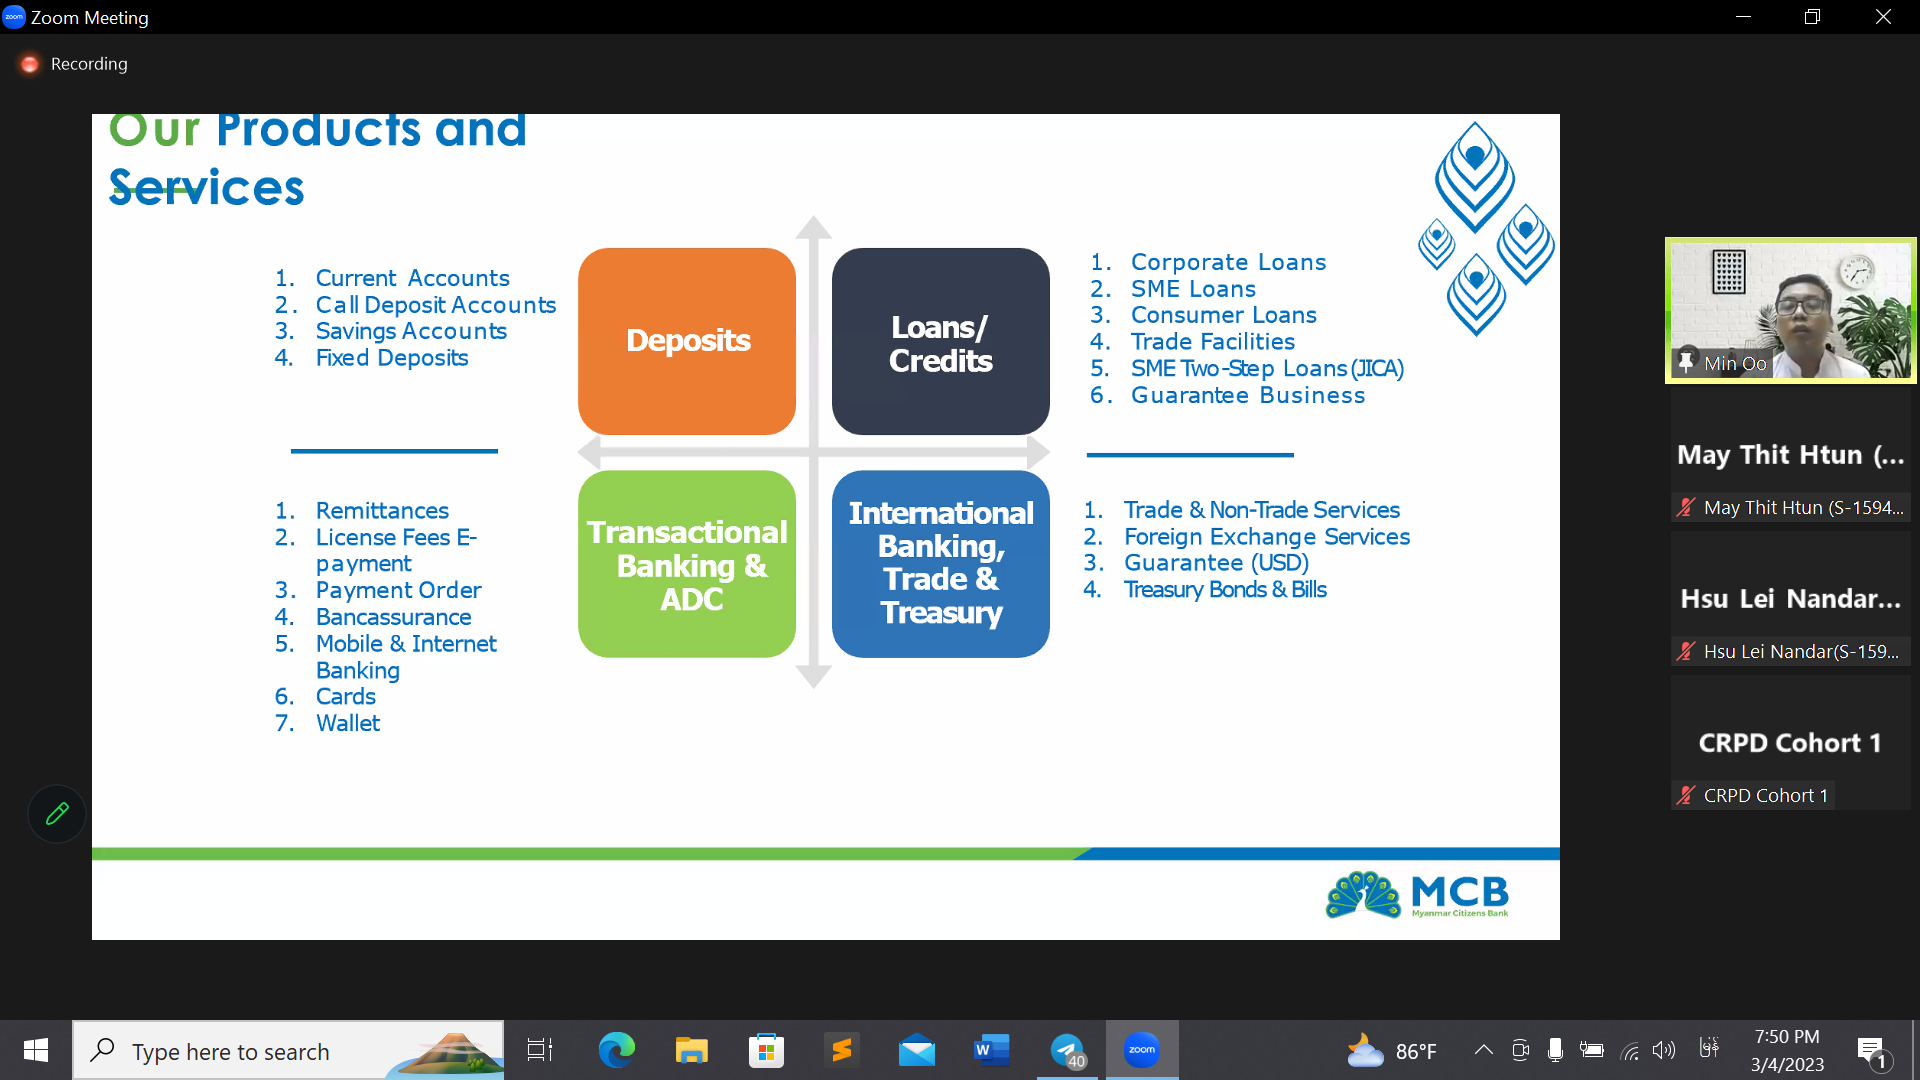 Zoom Meeting
Recording
Our Products and
Services
1. Current Accounts
2. Call Deposit Accounts
3. Savings Accounts
4. Fixed Deposits
Deposits
Loans/
Credits
1. Corporate Loans
2. SME Loans
3. Consumer Loans
4. Trade Facilities
5. SME Two-Step Loans (JICA)
6. Guarantee Business
1. Remittances
2. License Fees E-
payment
3. Payment Order
4. Bancassurance
5. Mobile & Internet
Banking
6. Cards
7. Wallet
Transactional
Banking &
ADC
International
Banking,
Trade &
Treasury
1. Trade & Non-Trade Services
2. Foreign Exchange Services
3. Guarantee (USD)
4. Treasury Bonds & Bills
MCB
Myanmar Citizens Bank
Min Oo
May Thit Htun (...
May Thit Htun (S-1594...
Hsu Lei Nandar...
Hsu Lei Nandar(S-159...
CRPD Cohort 1
CRPD Cohort 1
Type here to search
40
zoom
86°F
7:50 PM
3/4/2023
1